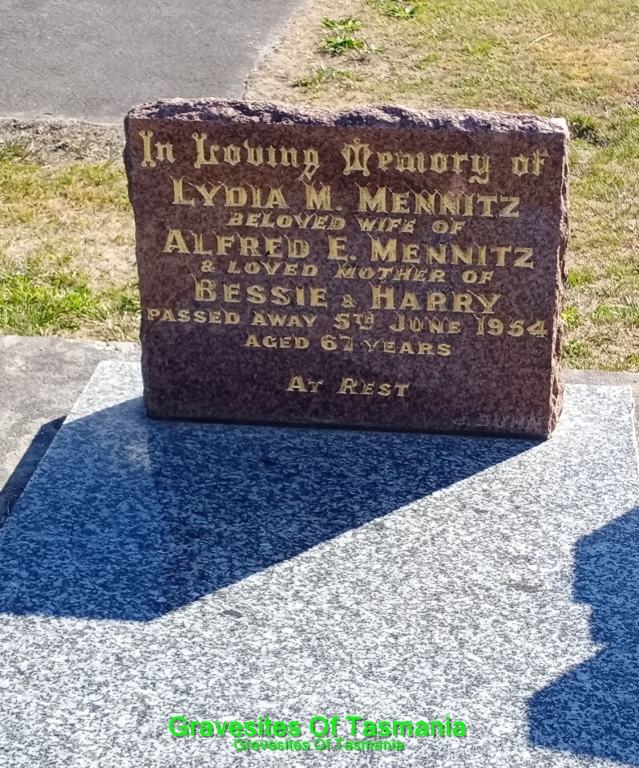 In Loving Memory of
LYDIA M. MENNITZ
BELOVED WIFE OF
ALFRED E. MENNITZ
& LOVED MOTHER OF
BESSIE & HARRY
PASSED AWAY 5TH JUNE 1954
AGED 67 YEARS
AT REST
Gravesites Of Tasmania
Gravesites Of Tasmania